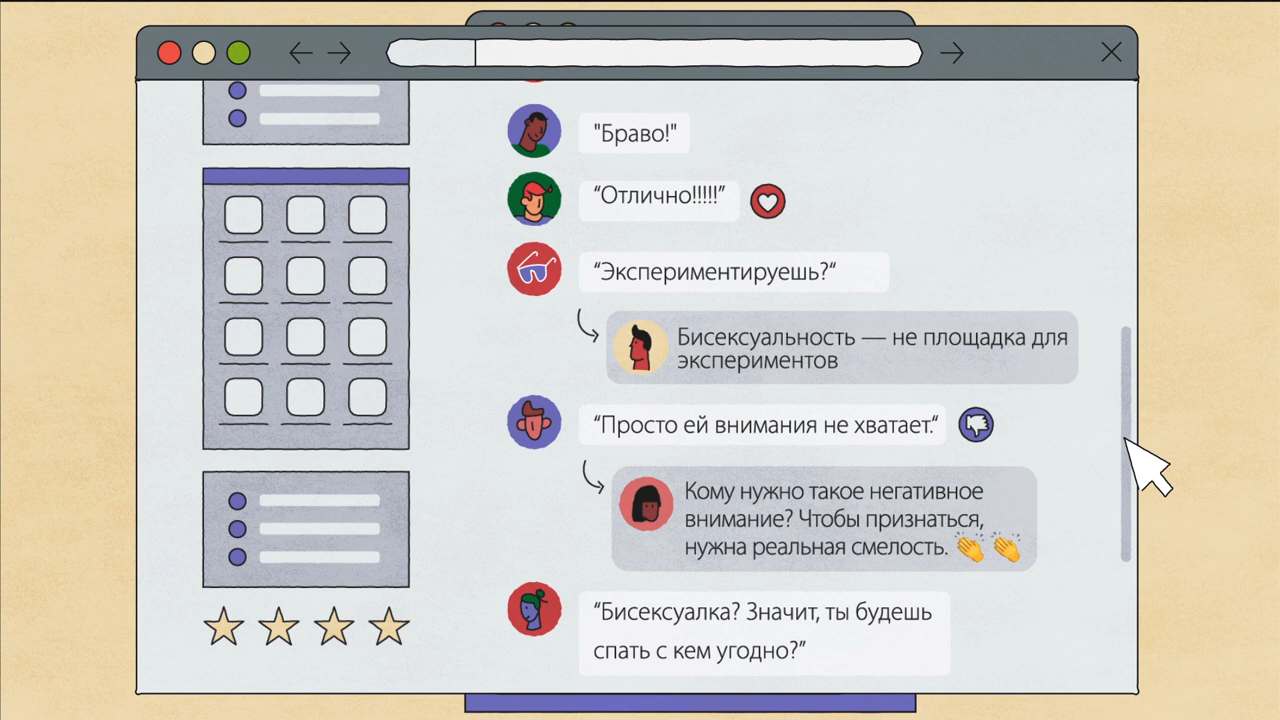 "Браво!"
“Отлично!!!!!”
“Экспериментируешь?“
Бисексуальность — не площадка для
экспериментов
“Просто ей внимания не хватает.“
Кому нужно такое негативное
внимание? Чтобы признаться,
нужна реальная смелость. 👏 👏
“Бисексуалка? Значит, ты будешь
спать с кем угодно?”